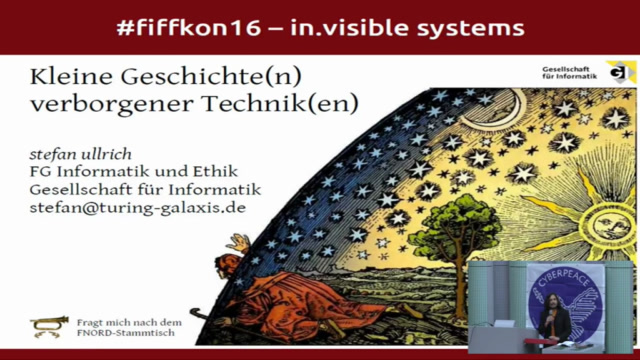 #fiffkon16 – in.visible systems
Kleine Geschichte(n)
verborgener Technik(en)
Gesellschaft
für Informatik
GI
stefan ullrich
FG Informatik und Ethik
Gesellschaft für Informatik
stefan@turing-galaxis.de
Fragt mich nach dem
FNORD-Stammtisch
CYBERPEACE